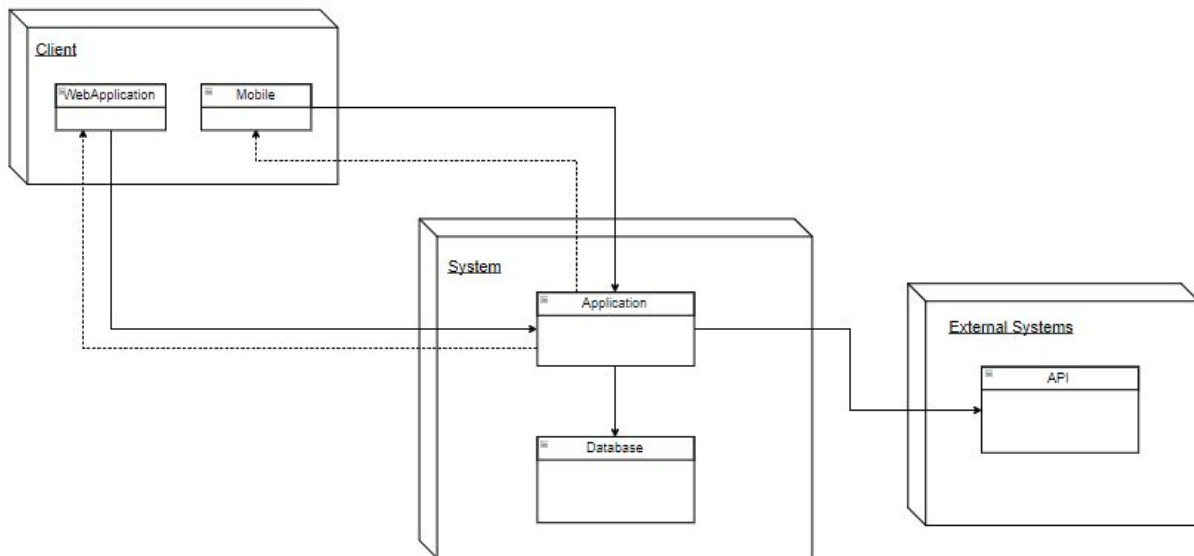 Client
WebApplication
Mobile
System
Application
External Systems
API
Database